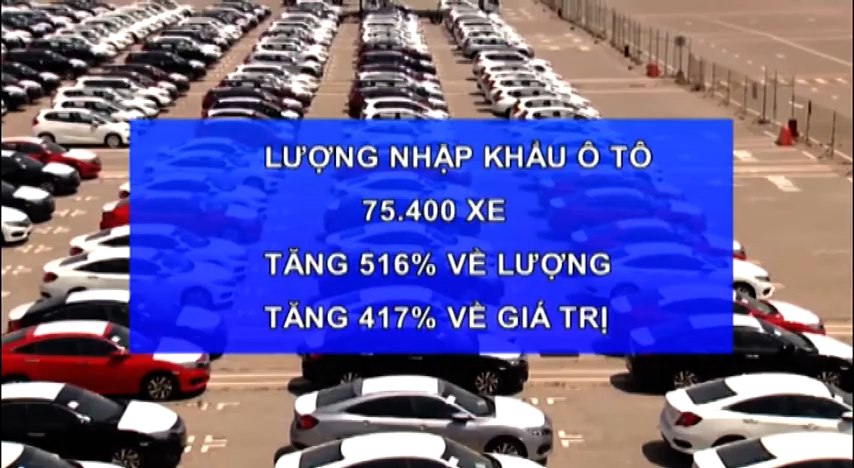 LƯỢNG NHẬP KHẨU Ô TÔ
75.400 XE
TĂNG 516% VỀ LƯỢNG
TĂNG 417% VỀ GIÁ TRỊ